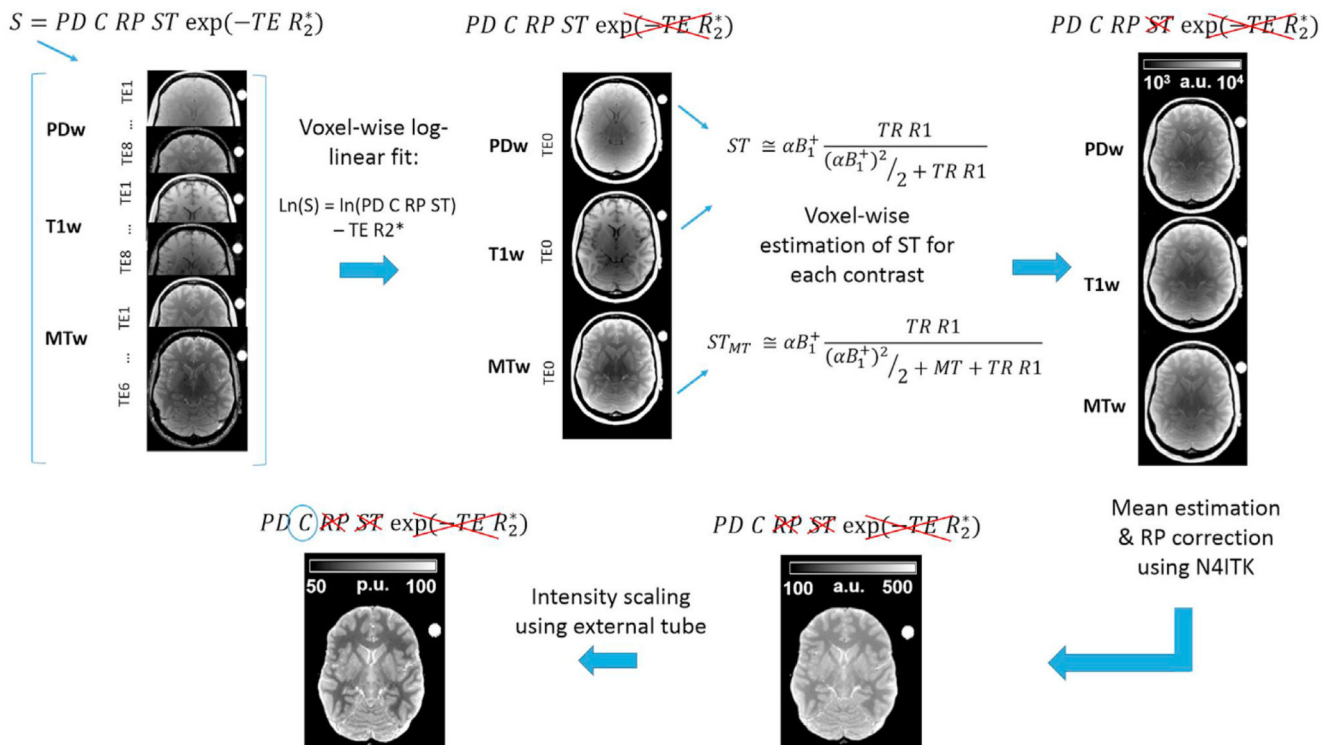 S = PD C RP ST exp(−TE R₂*)
PDw
T1w
MTw
TE1
...
TE8
TE1
...
TE8
TE1
...
TE6
Voxel-wise log-
linear fit:
Ln(S) = ln(PD C RP ST)
– TE R2*
PD C RP ST exp(−TE R₂*)
PDw
TE0
T1w
TE0
MTw
TE0
ST ≅ αB₁⁺ TR R1 / ((αB₁⁺)²/2 + TR R1)
Voxel-wise
estimation of ST for
each contrast
ST_MT ≅ αB₁⁺ TR R1 / ((αB₁⁺)²/2 + MT + TR R1)
PD C RP ST exp(−TE R₂*)
10³ a.u. 10⁴
PDw
T1w
MTw
Mean estimation
& RP correction
using N4ITK
PD C RP ST exp(−TE R₂*)
100 a.u. 500
Intensity scaling
using external tube
PD C RP ST exp(−TE R₂*)
50 p.u. 100